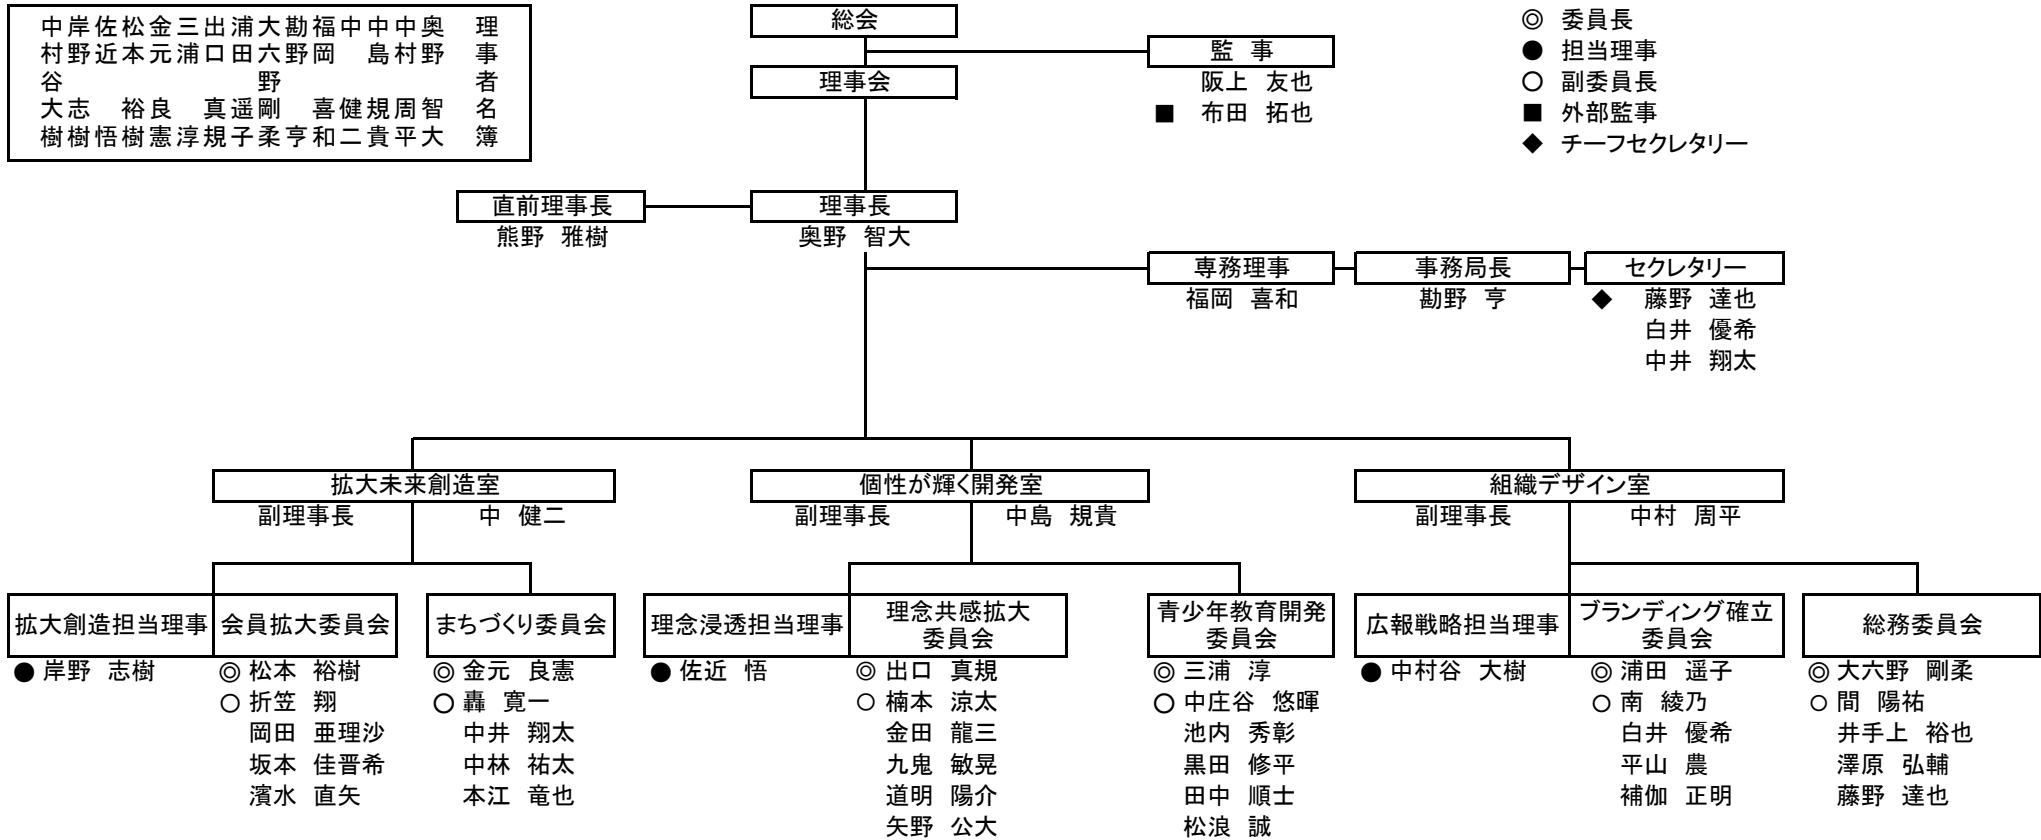 理事者名簿
奥野 智大
中村 周平
中島 規貴
中 健二
福岡 喜和
勘野 亨
大六野 剛柔
浦田 遥子
出口 真規
三浦 淳
金元 良憲
松本 裕樹
佐近 悟
岸野 志樹
中村谷 大樹
総会
監 事
阪上 友也
■ 布田 拓也
理事会
◎ 委員長
● 担当理事
○ 副委員長
■ 外部監事
◆ チーフセクレタリー
直前理事長
熊野 雅樹
理事長
奥野 智大
専務理事
福岡 喜和
事務局長
勘野 亨
セクレタリー
◆ 藤野 達也
白井 優希
中井 翔太
拡大未来創造室
副理事長 中 健二
個性が輝く開発室
副理事長 中島 規貴
組織デザイン室
副理事長 中村 周平
拡大創造担当理事
● 岸野 志樹
会員拡大委員会
◎ 松本 裕樹
○ 折笠 翔
岡田 亜理沙
坂本 佳晋希
濱水 直矢
まちづくり委員会
◎ 金元 良憲
○ 轟 寛一
中井 翔太
中林 祐太
本江 竜也
理念浸透担当理事
● 佐近 悟
理念共感拡大
委員会
◎ 出口 真規
○ 楠本 涼太
金田 龍三
九鬼 敏晃
道明 陽介
矢野 公大
青少年教育開発
委員会
◎ 三浦 淳
○ 中庄谷 悠暉
池内 秀彰
黒田 修平
田中 順士
松浪 誠
広報戦略担当理事
● 中村谷 大樹
ブランディング確立
委員会
◎ 浦田 遥子
○ 南 綾乃
白井 優希
平山 農
補伽 正明
総務委員会
◎ 大六野 剛柔
○ 間 陽祐
井手上 裕也
澤原 弘輔
藤野 達也